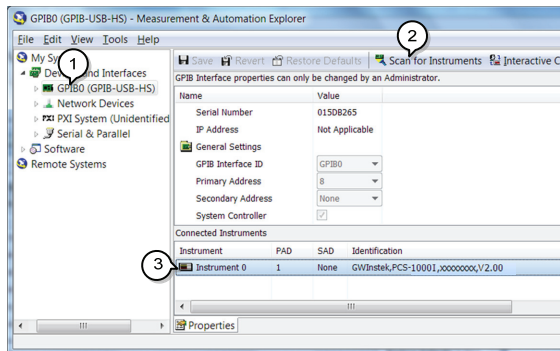 GPIB0 (GPIB-USB-HS) - Measurement & Automation Explorer
File Edit View Tools Help
2
1
My Sy
Save Revert Restore Defaults Scan for Instruments Interactive C
Dev and Interfaces
GPIB Interface properties can only be changed by an Administrator.
GPIB0 (GPIB-USB-HS)
Name Value
Network Devices
Serial Number 015DB265
PXI PXI System (Unidentified
IP Address Not Applicable
Serial & Parallel
General Settings
Software
GPIB Interface ID GPIB0
Remote Systems
Primary Address 8
Secondary Address None
System Controller
Connected Instruments
Instrument PAD SAD Identification
3
Instrument 0 1 None GWInstek,PCS-1000I,xxxxxxxx,V2.00
Properties